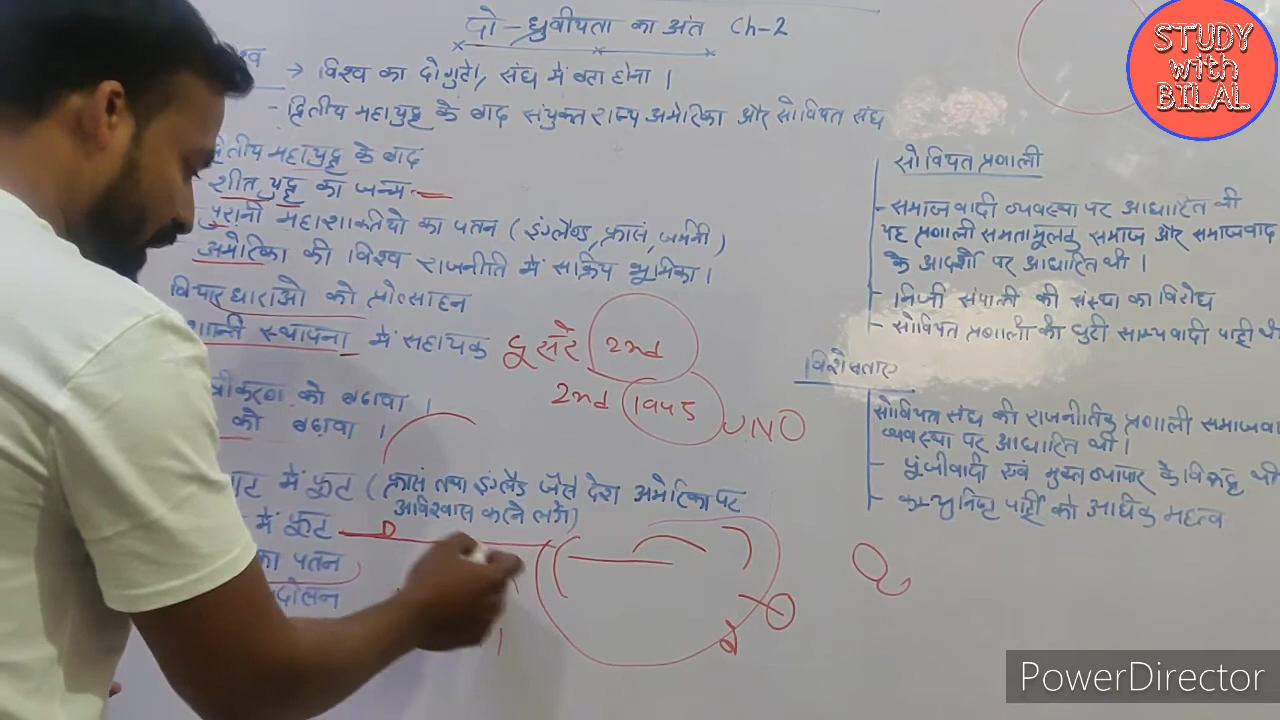 दो-ध्रुवीयता का अंत Ch-2
→ विश्व का दो गुटों, संघ में बता होना ।
- द्वितीय महायुद्ध के बाद संयुक्त राज्य अमेरिका और सोवियत संघ
द्वितीय महायुद्ध के बाद
शीत युद्ध का जन्म
पुरानी महाशक्तियो का पतन ( इंग्लैण्ड, फ्रांस, जर्मनी )
अमेरिका की विश्व राजनीति में सक्रिय भूमिका ।
विचारधाराओ को प्रोत्साहन
शान्ती स्थापना में सहायक
दूसरे 2nd
2nd 1945 UNO
को बढावा ।
को बढावा ।
में फूट ( फ्रांस तथा इंग्लैंड जैसे देश अमेरिका पर
अविश्वास करने लगे)
में फूट
का पतन
सोवियत प्रणाली
- समाजवादी व्यवस्था पर आधारित थी
यह प्रणाली समतामूलक समाज और समाजवाद
के आदर्शो पर आधारित थी ।
- निजी संपत्ती की संस्था का विरोध
- सोवियत प्रणाली की धुरी साम्यवादी पार्टी थी
विशेषताए
सोवियत संघ की राजनीतिक प्रणाली समाजवा
व्यवस्था पर आधारित थी ।
- पूंजीवादी एवं मुक्त व्यापार के विरुद्ध थी
- कम्युनिष्ट पार्टी को अधिक महत्व
STUDY
with
BILAL
PowerDirector